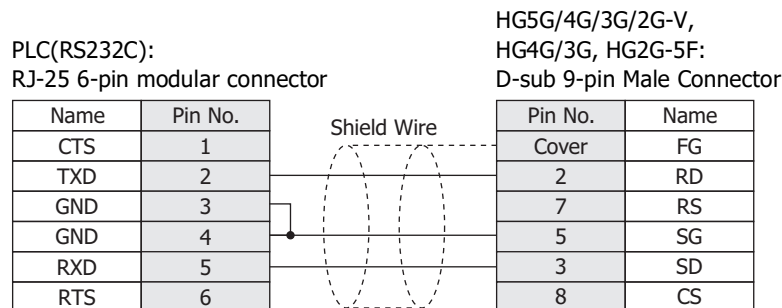 HG5G/4G/3G/2G-V,
PLC(RS232C): HG4G/3G, HG2G-5F:
RJ-25 6-pin modular connector D-sub 9-pin Male Connector
Name Pin No. Shield Wire Pin No. Name
CTS 1 Cover FG
TXD 2 2 RD
GND 3 7 RS
GND 4 5 SG
RXD 5 3 SD
RTS 6 8 CS